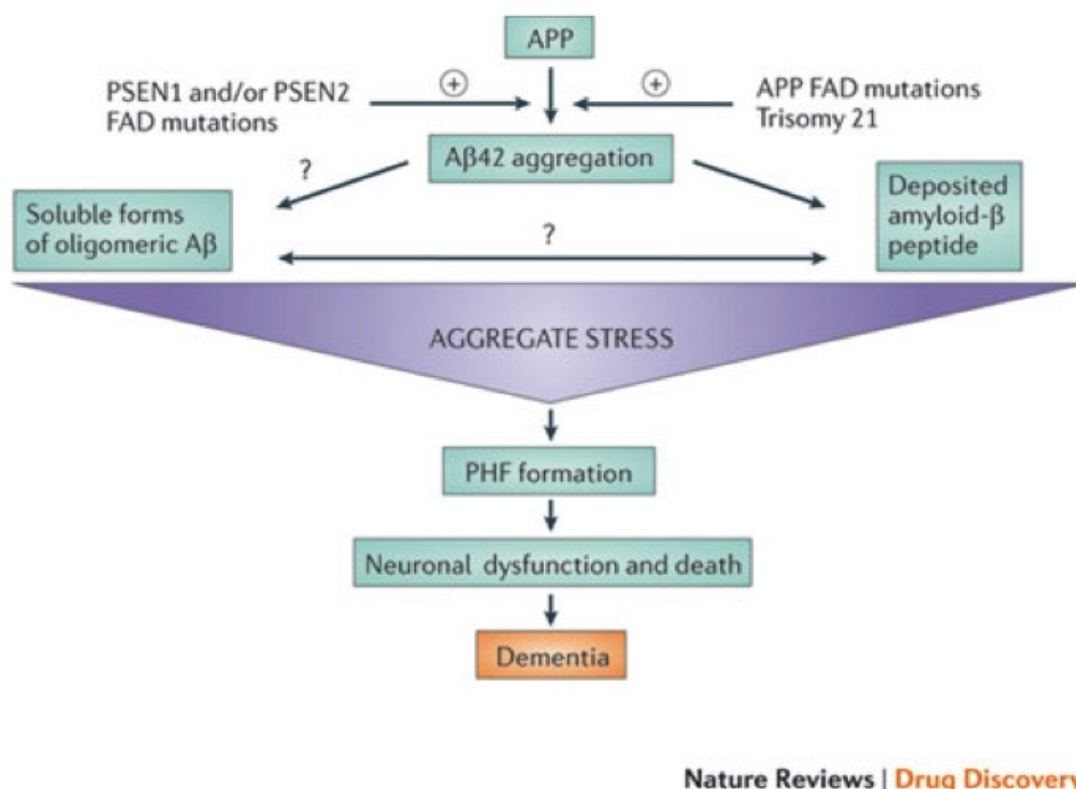 APP
PSEN1 and/or PSEN2
FAD mutations
+
+
APP FAD mutations
Trisomy 21
Aβ42 aggregation
?
Soluble forms
of oligomeric Aβ
?
Deposited
amyloid-β
peptide
AGGREGATE STRESS
PHF formation
Neuronal dysfunction and death
Dementia
Nature Reviews | Drug Discovery